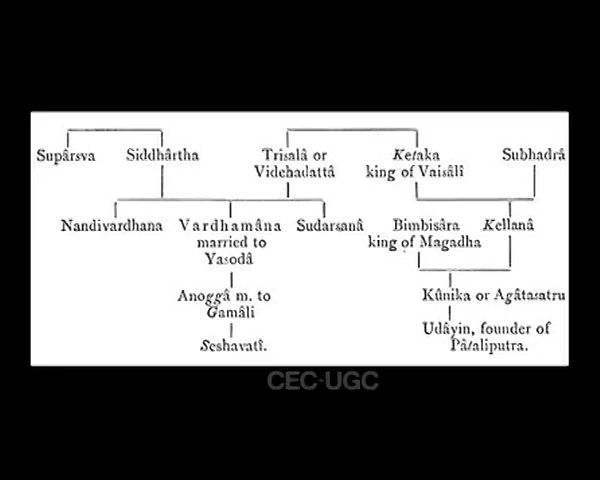 Supârsva Siddhârtha Trisalâ or Ketaka Subhadrâ
Videhadattâ king of Vaisâlî
Nandivardhana Vardhamâna Sudarsanâ Bimbisâra Kellanâ
married to king of Magadha
Yasodâ
Anoggâ m. to Kûnika or Agâtasatru
Gamâli
Seshavatî. Udâyin, founder of
Pâtaliputra.
CEC-UGC